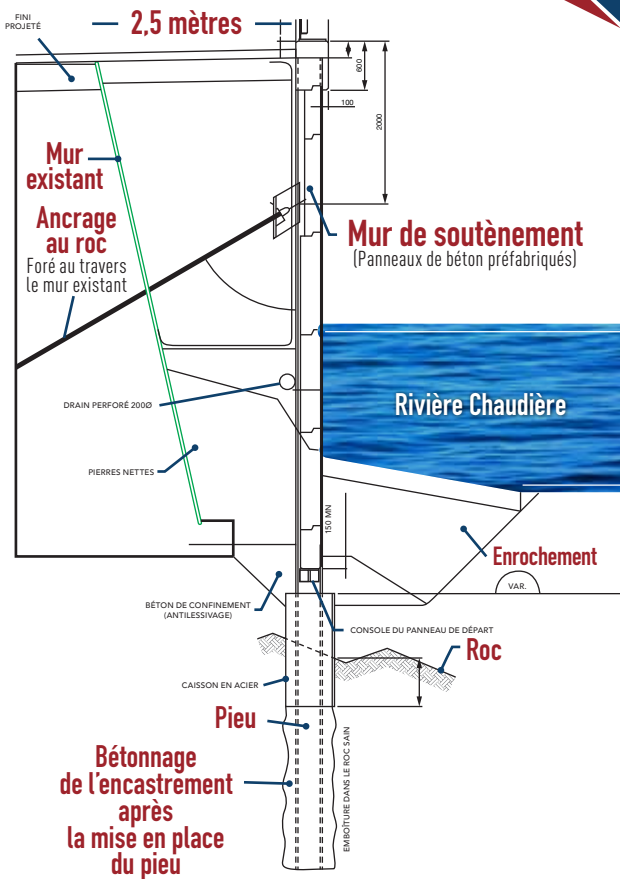 FINI
PROJETÉ
2,5 mètres
600
100
2000
Mur
existant
Ancrage
au roc
Foré au travers
le mur existant
Mur de soutènement
(Panneaux de béton préfabriqués)
Rivière Chaudière
DRAIN PERFORÉ 200Ø
PIERRES NETTES
150 MN
Enrochement
VAR.
BÉTON DE CONFINEMENT
(ANTILESSIVAGE)
CONSOLE DU PANNEAU DE DÉPART
Roc
CAISSON EN ACIER
Pieu
EMBOÎTURE DANS LE ROC SAIN
Bétonnage
de l'encastrement
après
la mise en place
du pieu